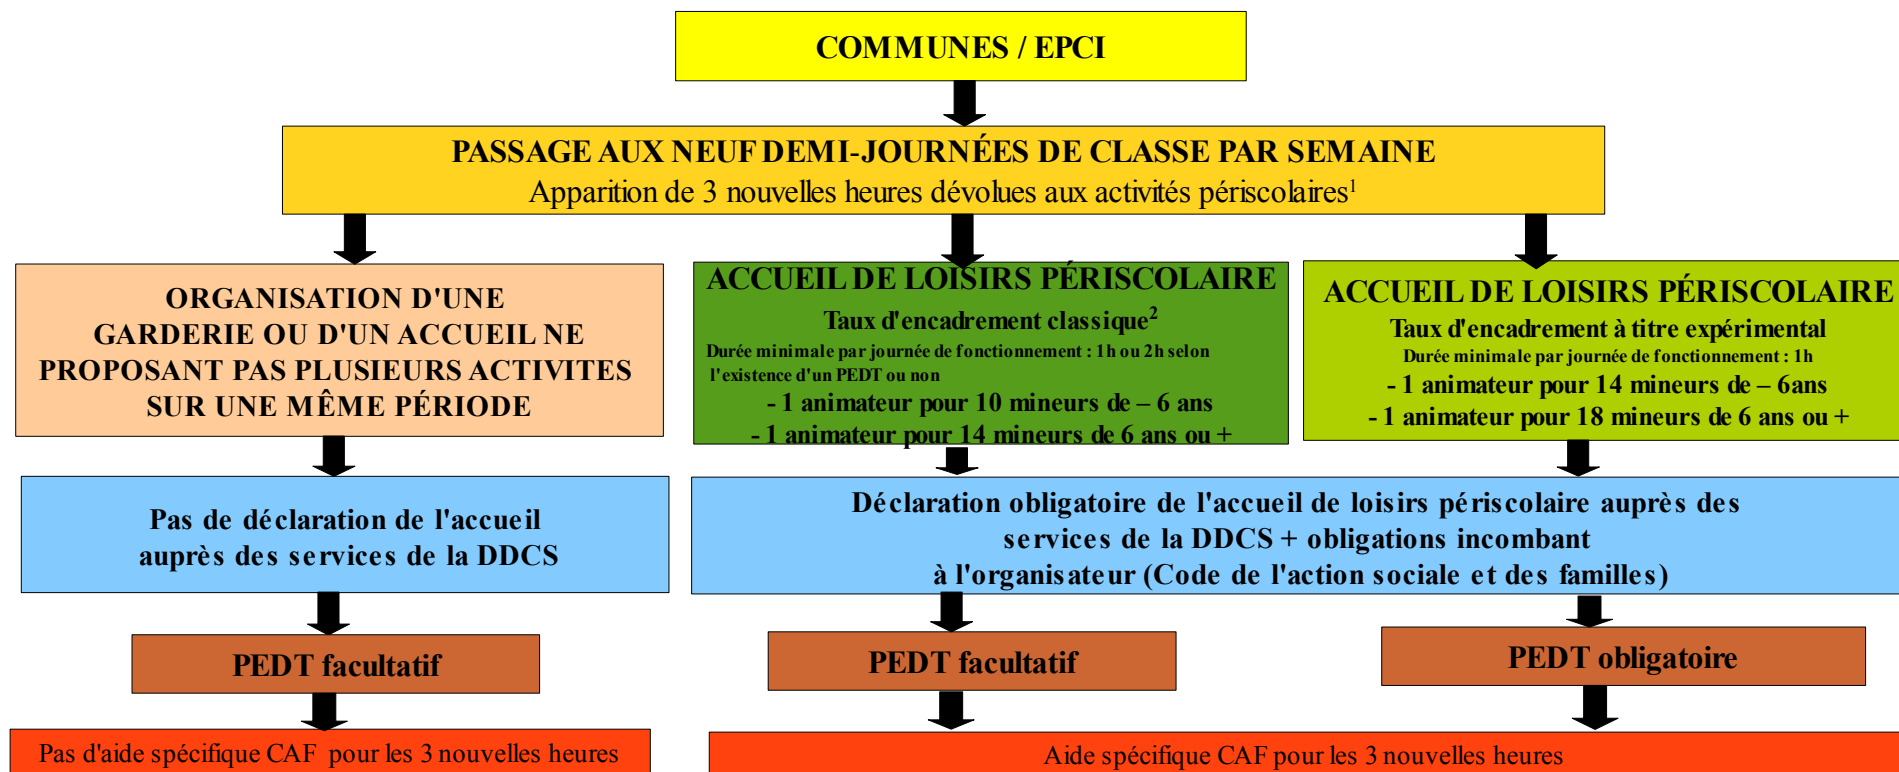 COMMUNES / EPCI
PASSAGE AUX NEUF DEMI-JOURNÉES DE CLASSE PAR SEMAINE
Apparition de 3 nouvelles heures dévolues aux activités périscolaires¹
ORGANISATION D'UNE
GARDERIE OU D'UN ACCUEIL NE
PROPOSANT PAS PLUSIEURS ACTIVITES
SUR UNE MÊME PÉRIODE
ACCUEIL DE LOISIRS PÉRISCOLAIRE
Taux d'encadrement classique²
Durée minimale par journée de fonctionnement : 1h ou 2h selon
l'existence d'un PEDT ou non
- 1 animateur pour 10 mineurs de – 6 ans
- 1 animateur pour 14 mineurs de 6 ans ou +
ACCUEIL DE LOISIRS PÉRISCOLAIRE
Taux d'encadrement à titre expérimental
Durée minimale par journée de fonctionnement : 1h
- 1 animateur pour 14 mineurs de – 6ans
- 1 animateur pour 18 mineurs de 6 ans ou +
Pas de déclaration de l'accueil
auprès des services de la DDCS
Déclaration obligatoire de l'accueil de loisirs périscolaire auprès des
services de la DDCS + obligations incombant
à l'organisateur (Code de l'action sociale et des familles)
PEDT facultatif
PEDT facultatif
PEDT obligatoire
Pas d'aide spécifique CAF pour les 3 nouvelles heures
Aide spécifique CAF pour les 3 nouvelles heures